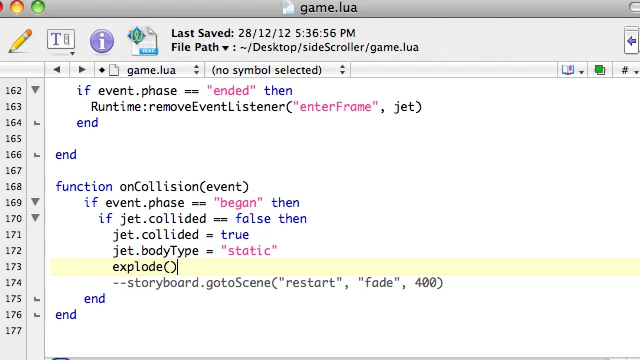 game.lua
Last Saved: 28/12/12 5:36:56 PM
File Path: ~/Desktop/sideScroller/game.lua
T
game.lua (no symbol selected) #
162 if event.phase == "ended" then
163 Runtime:removeEventListener("enterFrame", jet)
164 end
165
166 end
167
168 function onCollision(event)
169 if event.phase == "began" then
170 if jet.collided == false then
171 jet.collided = true
172 jet.bodyType = "static"
173 explode()
174 --storyboard.gotoScene("restart", "fade", 400)
175 end
176 end
177